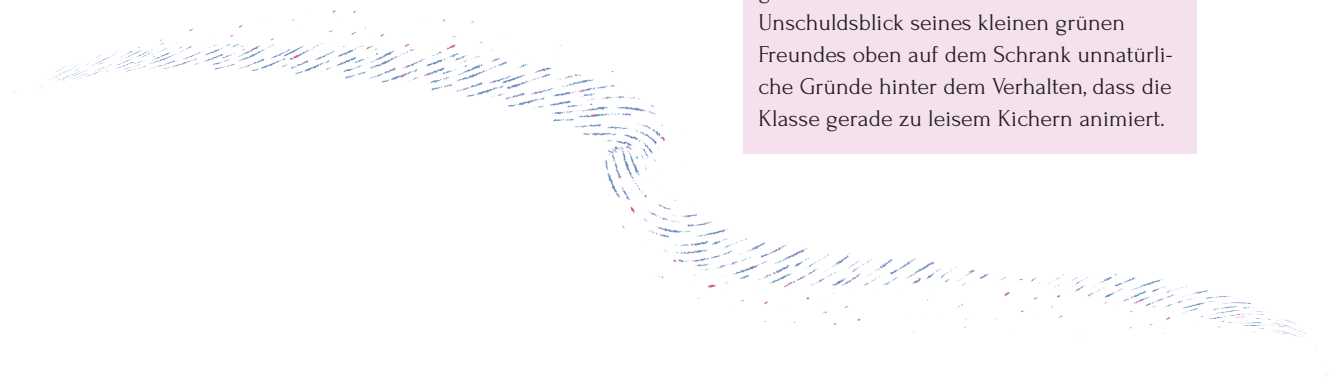 Unschuldsblick seines kleinen grünen
Freundes oben auf dem Schrank unnatürli-
che Gründe hinter dem Verhalten, dass die
Klasse gerade zu leisem Kichern animiert.